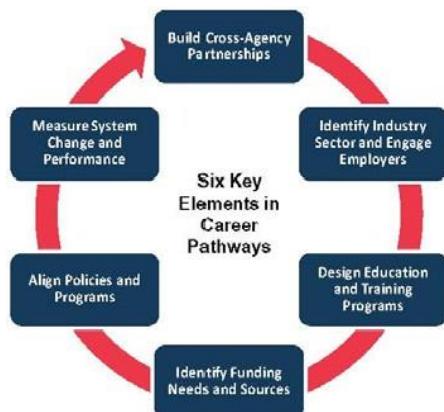 Build Cross-Agency
Partnerships
Identify Industry
Sector and Engage
Employers
Design Education
and Training
Programs
Identify Funding
Needs and Sources
Align Policies and
Programs
Measure System
Change and
Performance
Six Key
Elements in
Career
Pathways